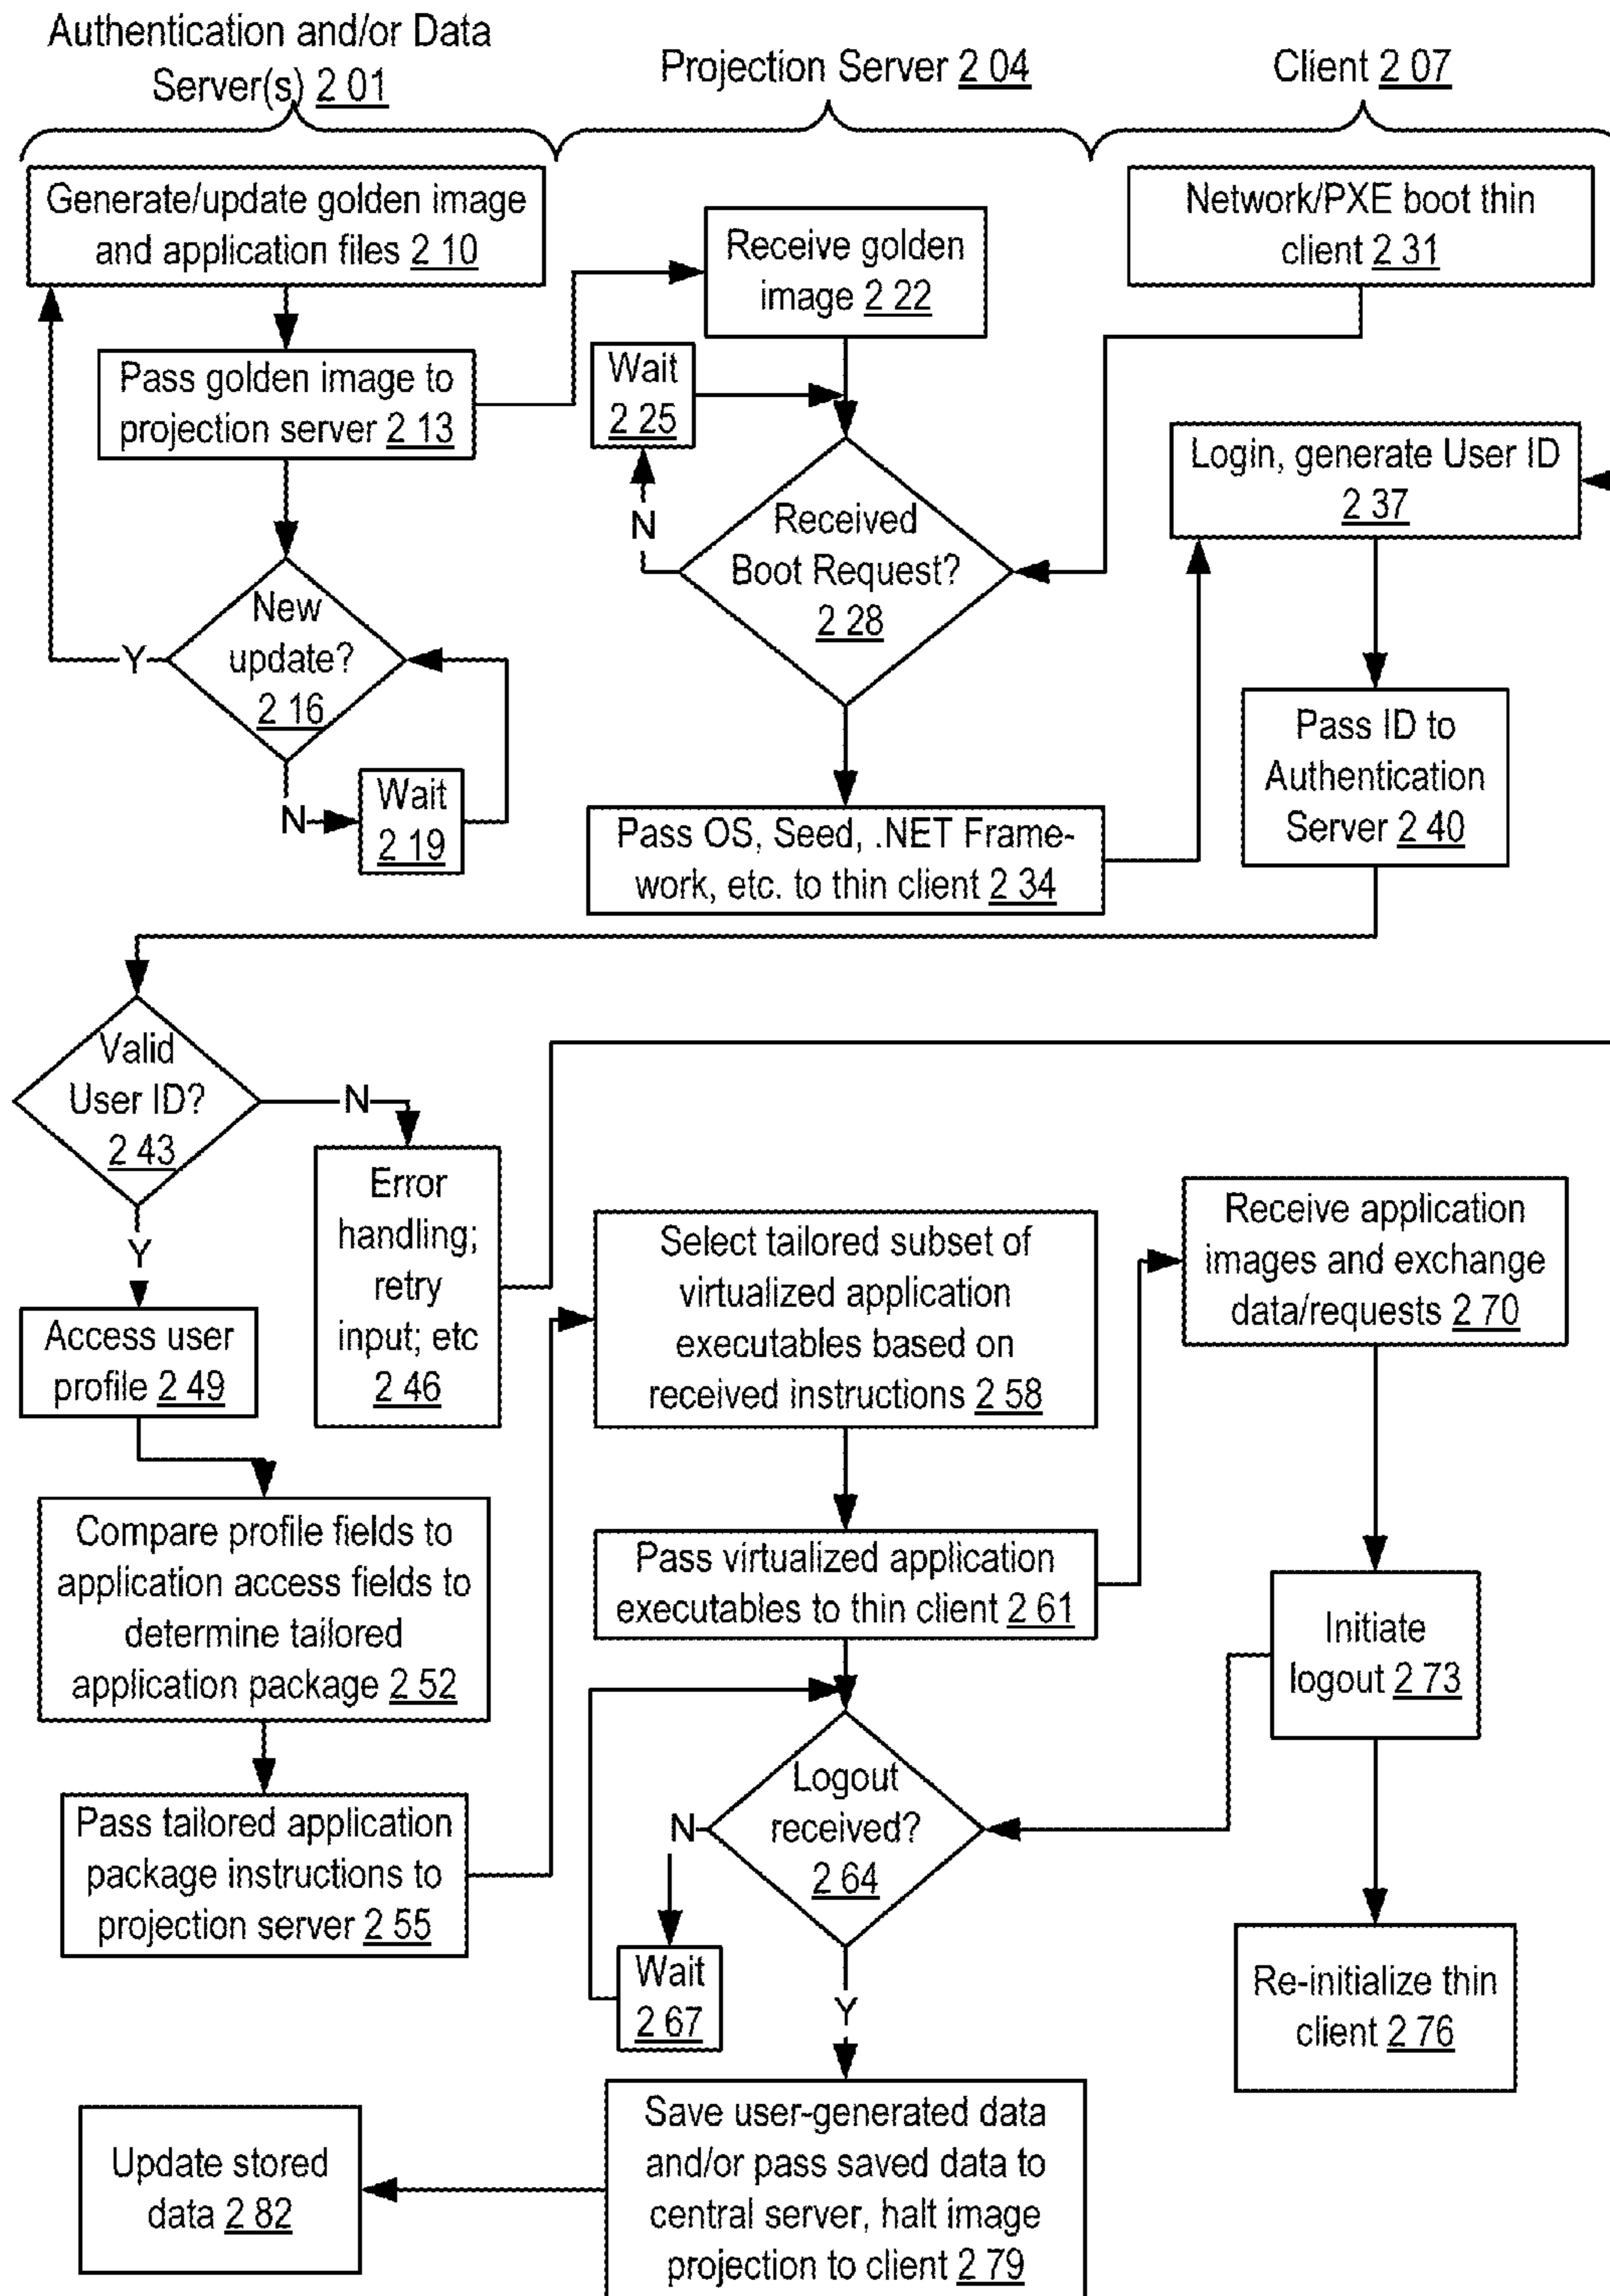 Authentication and/or Data
Server(s) 2 01
Projection Server 2 04
Client 2 07
Generate/update golden image
and application files 2 10
Receive golden
image 2 22
Network/PXE boot thin
client 2 31
Pass golden image to
projection server 2 13
Wait
2 25
Login, generate User ID
2 37
N
Received
Boot Request?
2 28
New
update?
2 16
Y
N
Wait
2 19
Pass ID to
Authentication
Server 2 40
Pass OS, Seed, .NET Frame-
work, etc. to thin client 2 34
Valid
User ID?
2 43
N
Y
Error
handling;
retry
input; etc
2 46
Access user
profile 2 49
Select tailored subset of
virtualized application
executables based on
received instructions 2 58
Receive application
images and exchange
data/requests 2 70
Compare profile fields to
application access fields to
determine tailored
application package 2 52
Pass virtualized application
executables to thin client 2 61
Initiate
logout 2 73
Pass tailored application
package instructions to
projection server 2 55
Logout
received?
2 64
N
Wait
2 67
Y
Re-initialize thin
client 2 76
Update stored
data 2 82
Save user-generated data
and/or pass saved data to
central server, halt image
projection to client 2 79